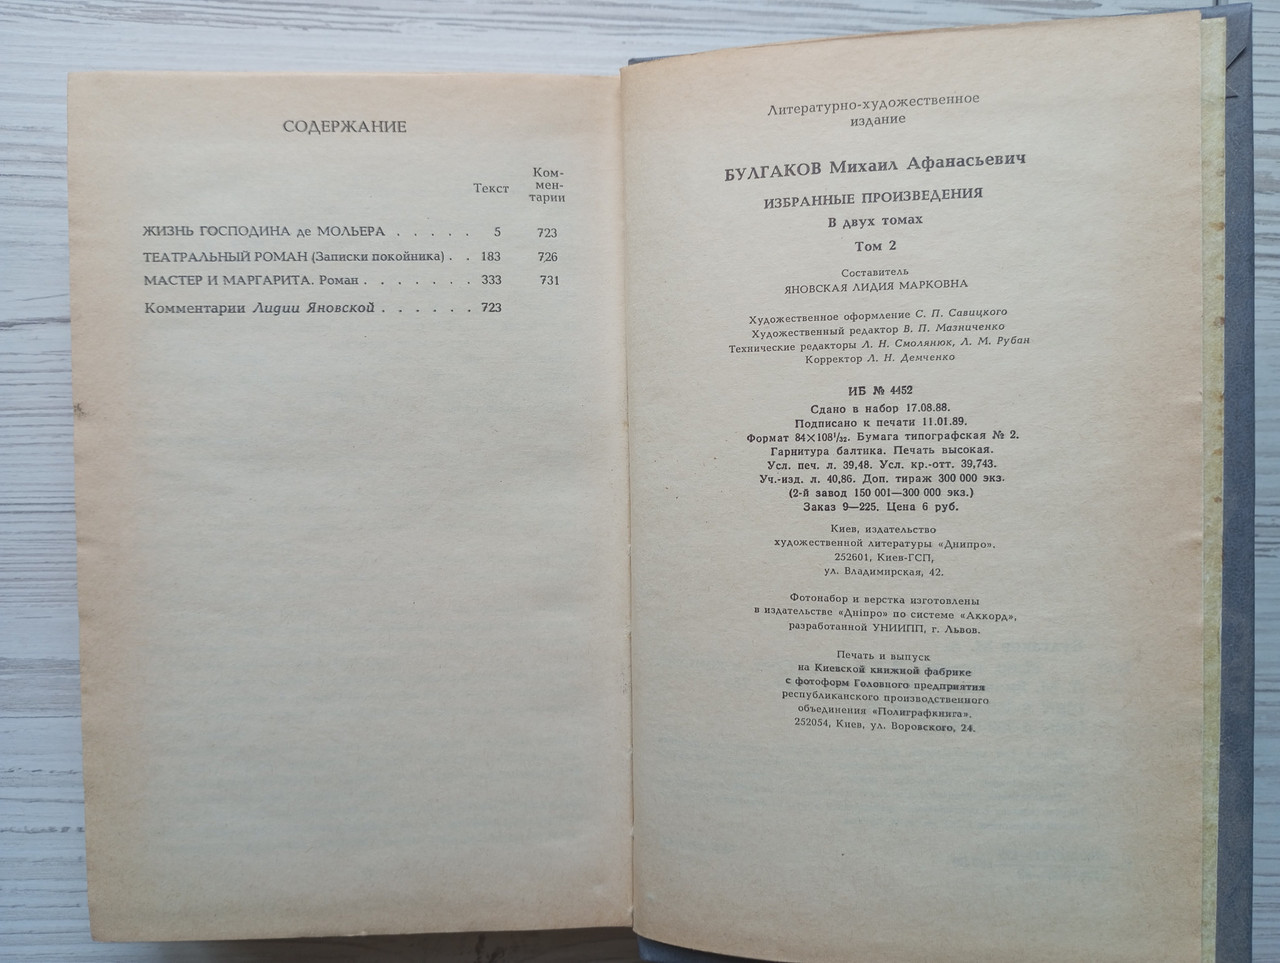 СОДЕРЖАНИЕ
Текст
Ком-
мен-
тарии
ЖИЗНЬ ГОСПОДИНА де МОЛЬЕРА . . . . . 5 723
ТЕАТРАЛЬНЫЙ РОМАН (Записки покойника) . . 183 726
МАСТЕР И МАРГАРИТА. Роман . . . . . . . 333 731
Комментарии Лидии Яновской . . . . . . 723
Литературно-художественное
издание
БУЛГАКОВ Михаил Афанасьевич
ИЗБРАННЫЕ ПРОИЗВЕДЕНИЯ
В двух томах
Том 2
Составитель
ЯНОВСКАЯ ЛИДИЯ МАРКОВНА
Художественное оформление С. П. Савицкого
Художественный редактор В. П. Мазниченко
Технические редакторы Л. Н. Смолянюк, Л. М. Рубан
Корректор Л. Н. Демченко
ИБ № 4452
Сдано в набор 17.08.88.
Подписано к печати 11.01.89.
Формат 84×108¹/₃₂. Бумага типографская № 2.
Гарнитура балтика. Печать высокая.
Усл. печ. л. 39,48. Усл. кр.-отт. 39,743.
Уч.-изд. л. 40,86. Доп. тираж 300 000 экз.
(2-й завод 150 001—300 000 экз.)
Заказ 9—225. Цена 6 руб.
Киев, издательство
художественной литературы «Днипро».
252601, Киев-ГСП,
ул. Владимирская, 42.
Фотонабор и верстка изготовлены
в издательстве «Дніпро» по системе «Аккорд»,
разработанной УНИИПП, г. Львов.
Печать и выпуск
на Киевской книжной фабрике
с фотоформ Головного предприятия
республиканского производственного
объединения «Полиграфкнига».
252054, Киев, ул. Воровского, 24.